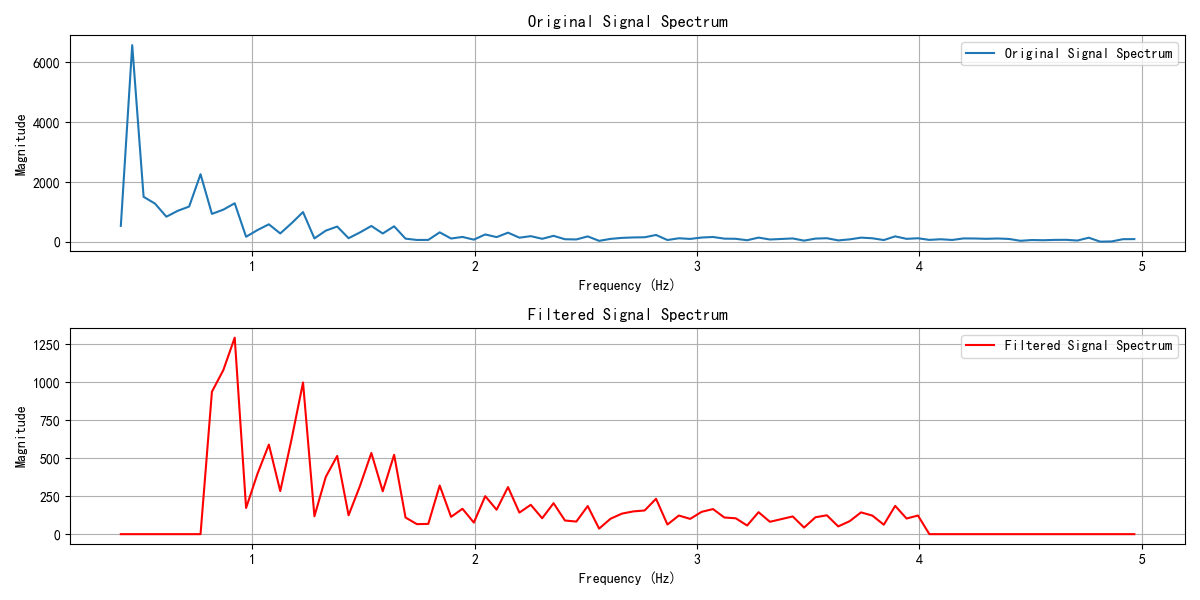 Original Signal Spectrum
Original Signal Spectrum
6000
4000
2000
0
Magnitude
1 2 3 4 5
Frequency (Hz)
Filtered Signal Spectrum
Filtered Signal Spectrum
1250
1000
750
500
250
0
Magnitude
1 2 3 4 5
Frequency (Hz)